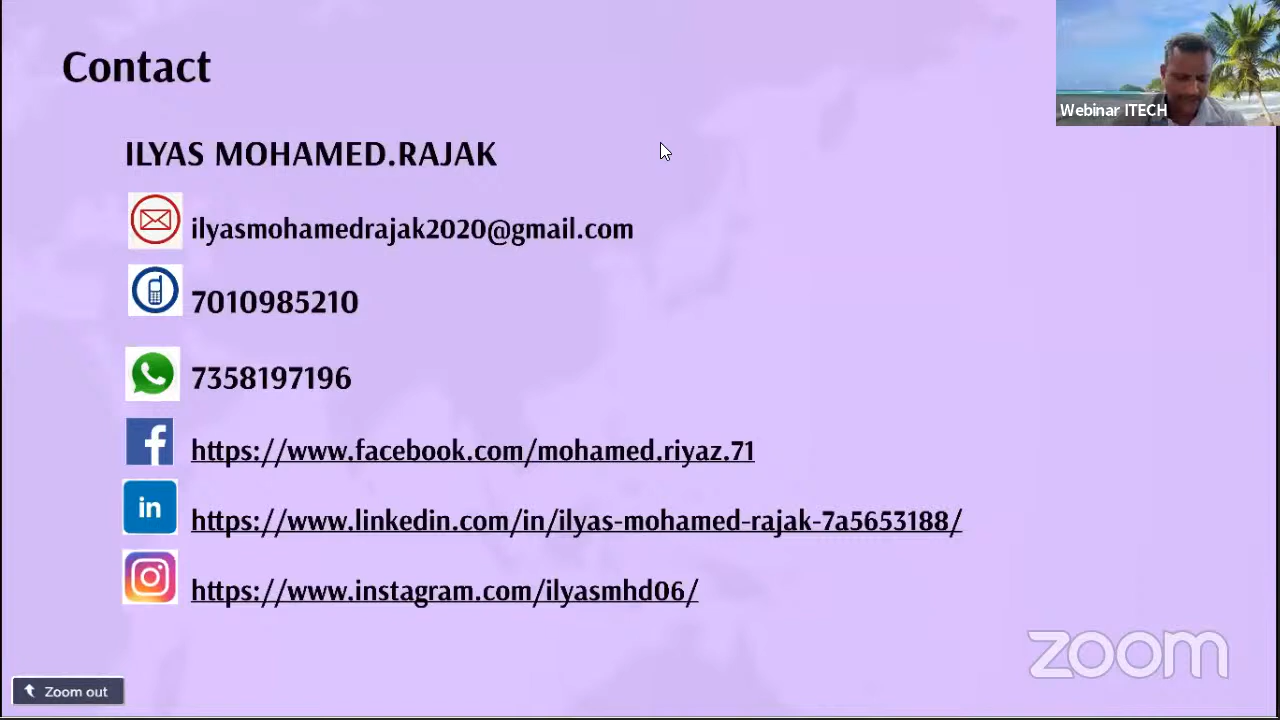 Contact
Webinar ITECH
ILYAS MOHAMED.RAJAK
ilyasmohamedrajak2020@gmail.com
7010985210
7358197196
https://www.facebook.com/mohamed.riyaz.71
in
https://www.linkedin.com/in/ilyas-mohamed-rajak-7a5653188/
https://www.instagram.com/ilyasmhd06/
zoom
Zoom out